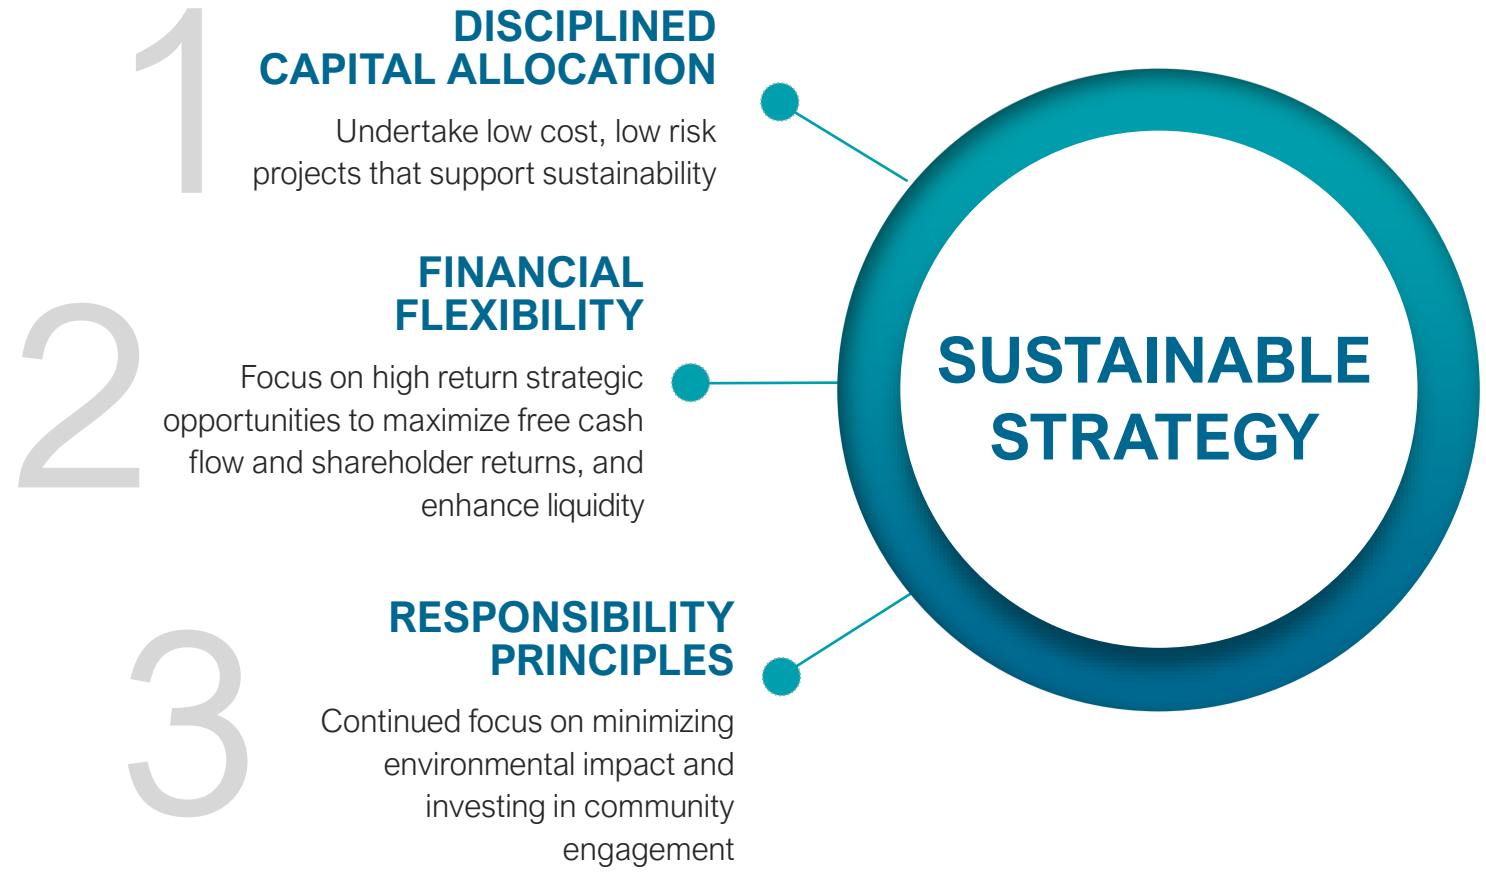 1
DISCIPLINED
CAPITAL ALLOCATION
Undertake low cost, low risk
projects that support sustainability
2
FINANCIAL
FLEXIBILITY
Focus on high return strategic
opportunities to maximize free cash
flow and shareholder returns, and
enhance liquidity
3
RESPONSIBILITY
PRINCIPLES
Continued focus on minimizing
environmental impact and
investing in community
engagement
SUSTAINABLE
STRATEGY